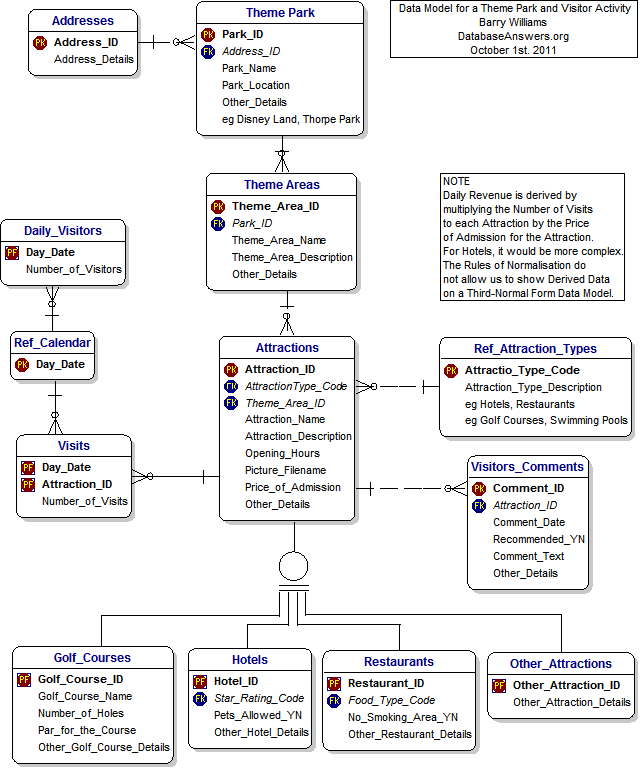 Addresses
PK Address_ID
Address_Details
Theme Park
PK Park_ID
FK Address_ID
Park_Name
Park_Location
Other_Details
eg Disney Land, Thorpe Park
Data Model for a Theme Park and Visitor Activity
Barry Williams
DatabaseAnswers.org
October 1st. 2011
Theme Areas
PK Theme_Area_ID
FK Park_ID
Theme_Area_Name
Theme_Area_Description
Other_Details
NOTE
Daily Revenue is derived by
multiplying the Number of Visits
to each Attraction by the Price
of Admission for the Attraction.
For Hotels, it would be more complex.
The Rules of Normalisation do
not allow us to show Derived Data
on a Third-Normal Form Data Model.
Daily_Visitors
PF Day_Date
Number_of_Visitors
Ref_Calendar
PK Day_Date
Visits
PF Day_Date
PF Attraction_ID
Number_of_Visits
Attractions
PK Attraction_ID
FK AttractionType_Code
FK Theme_Area_ID
Attraction_Name
Attraction_Description
Opening_Hours
Picture_Filename
Price_of_Admission
Other_Details
Ref_Attraction_Types
PK Attractio_Type_Code
Attraction_Type_Description
eg Hotels, Restaurants
eg Golf Courses, Swimming Pools
Visitors_Comments
PK Comment_ID
FK Attraction_ID
Comment_Date
Recommended_YN
Comment_Text
Other_Details
Golf_Courses
PF Golf_Course_ID
Golf_Course_Name
Number_of_Holes
Par_for_the_Course
Other_Golf_Course_Details
Hotels
PF Hotel_ID
FK Star_Rating_Code
Pets_Allowed_YN
Other_Hotel_Details
Restaurants
PF Restaurant_ID
FK Food_Type_Code
No_Smoking_Area_YN
Other_Restaurant_Details
Other_Attractions
PF Other_Attraction_ID
Other_Attraction_Details